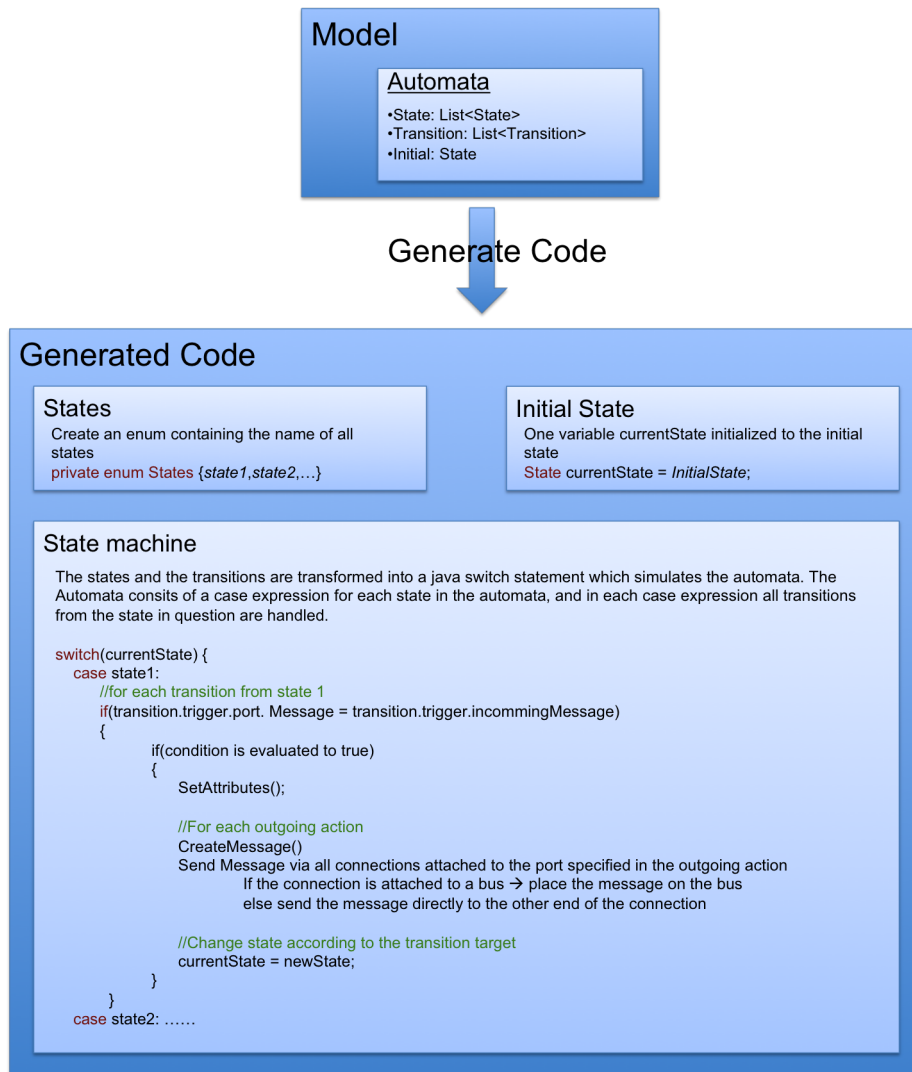 Model
Automata
•State: List<State>
•Transition: List<Transition>
•Initial: State
Generate Code
Generated Code
States
Create an enum containing the name of all
states
private enum States {state1,state2,…}
Initial State
One variable currentState initialized to the initial
state
State currentState = InitialState;
State machine
The states and the transitions are transformed into a java switch statement which simulates the automata. The
Automata consits of a case expression for each state in the automata, and in each case expression all transitions
from the state in question are handled.
switch(currentState) {
case state1:
//for each transition from state 1
if(transition.trigger.port. Message = transition.trigger.incommingMessage)
{
if(condition is evaluated to true)
{
SetAttributes();
//For each outgoing action
CreateMessage()
Send Message via all connections attached to the port specified in the outgoing action
If the connection is attached to a bus → place the message on the bus
else send the message directly to the other end of the connection
//Change state according to the transition target
currentState = newState;
}
}
case state2: ……